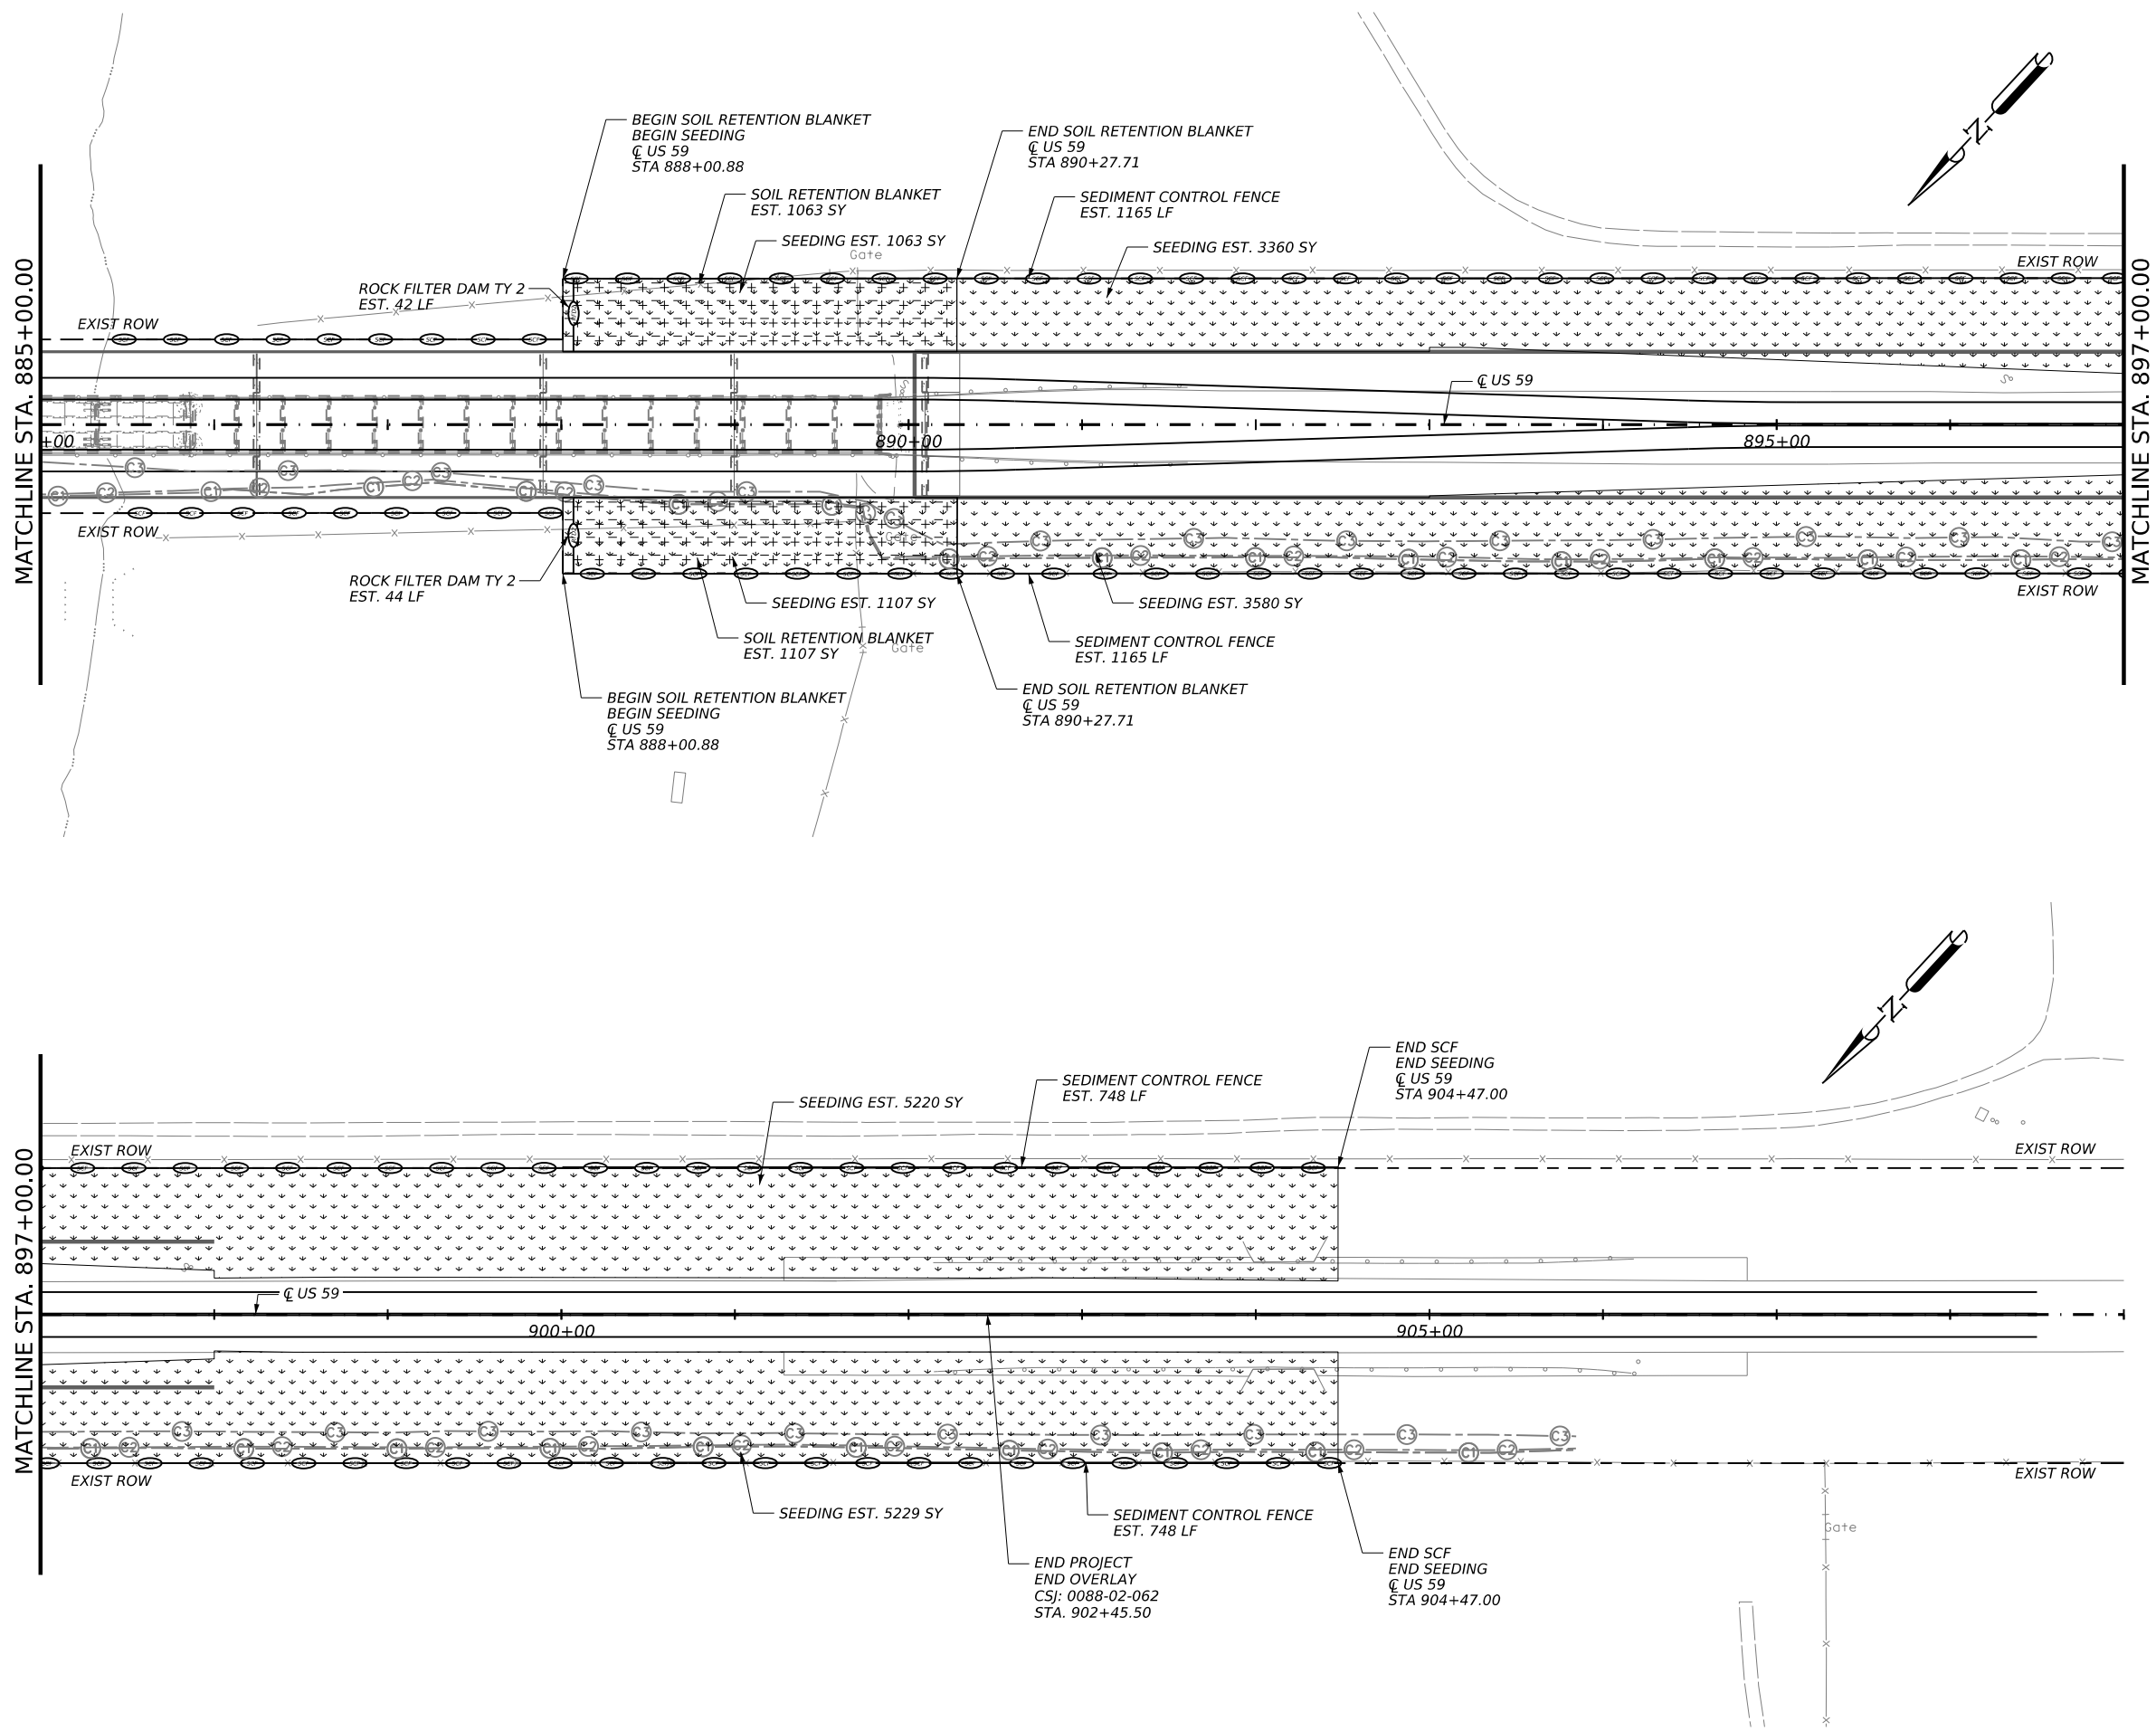 BEGIN SOIL RETENTION BLANKET
BEGIN SEEDING
℄ US 59
STA 888+00.88
END SOIL RETENTION BLANKET
℄ US 59
STA 890+27.71
SOIL RETENTION BLANKET
EST. 1063 SY
SEDIMENT CONTROL FENCE
EST. 1165 LF
SEEDING EST. 1063 SY
Gate
SEEDING EST. 3360 SY
N
EXIST ROW
ROCK FILTER DAM TY 2
EST. 42 LF
EXIST ROW
MATCHLINE STA. 885+00.00
MATCHLINE STA. 897+00.00
℄ US 59
+00
890+00
895+00
EXIST ROW
Gate
ROCK FILTER DAM TY 2
EST. 44 LF
SEEDING EST. 1107 SY
SEEDING EST. 3580 SY
EXIST ROW
SOIL RETENTION BLANKET
EST. 1107 SY
Gate
SEDIMENT CONTROL FENCE
EST. 1165 LF
BEGIN SOIL RETENTION BLANKET
BEGIN SEEDING
℄ US 59
STA 888+00.88
END SOIL RETENTION BLANKET
℄ US 59
STA 890+27.71
N
END SCF
END SEEDING
℄ US 59
STA 904+47.00
SEDIMENT CONTROL FENCE
EST. 748 LF
SEEDING EST. 5220 SY
EXIST ROW
EXIST ROW
MATCHLINE STA. 897+00.00
℄ US 59
900+00
905+00
C1 C2 C3
EXIST ROW
EXIST ROW
SEEDING EST. 5229 SY
SEDIMENT CONTROL FENCE
EST. 748 LF
Gate
END PROJECT
END OVERLAY
CSJ: 0088-02-062
STA. 902+45.50
END SCF
END SEEDING
℄ US 59
STA 904+47.00